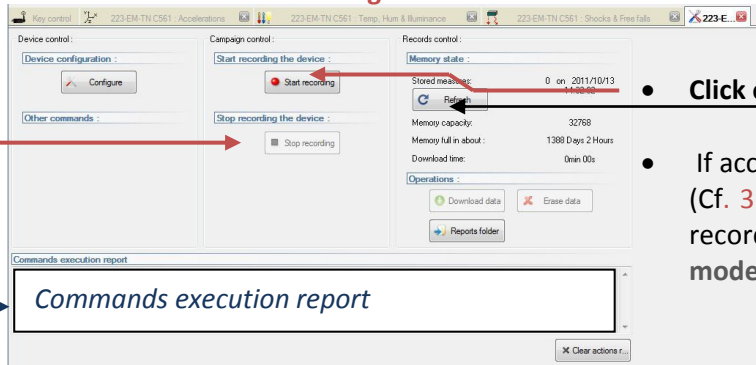 Key control
223-EM-TN C561 : Accelerations
223-EM-TN C561 : Temp, Hum & Illuminance
223-EM-TN C561 : Shocks & Free falls
223-E...
Device control :
Campaign control :
Records control :
Device configuration :
Start recording the device :
Memory state :
Configure
Start recording
Stored measures:
0 on 2011/10/13
Refresh
Other commands :
Stop recording the device :
Memory capacity:
32768
Stop recording
Memory full in about :
1388 Days 2 Hours
Download time:
0min 00s
Operations :
Download data
Erase data
Reports folder
Commands execution report
Commands execution report
Clear actions r...
• Click
• If acc
(Cf. 3
recor
mode